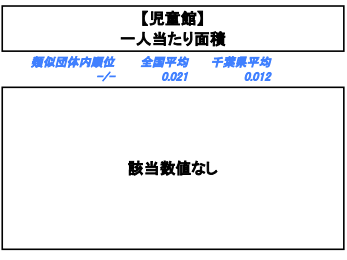 【児童館】
一人当たり面積
類似団体内順位 全国平均 千葉県平均
-/- 0.021 0.012
該当数値なし